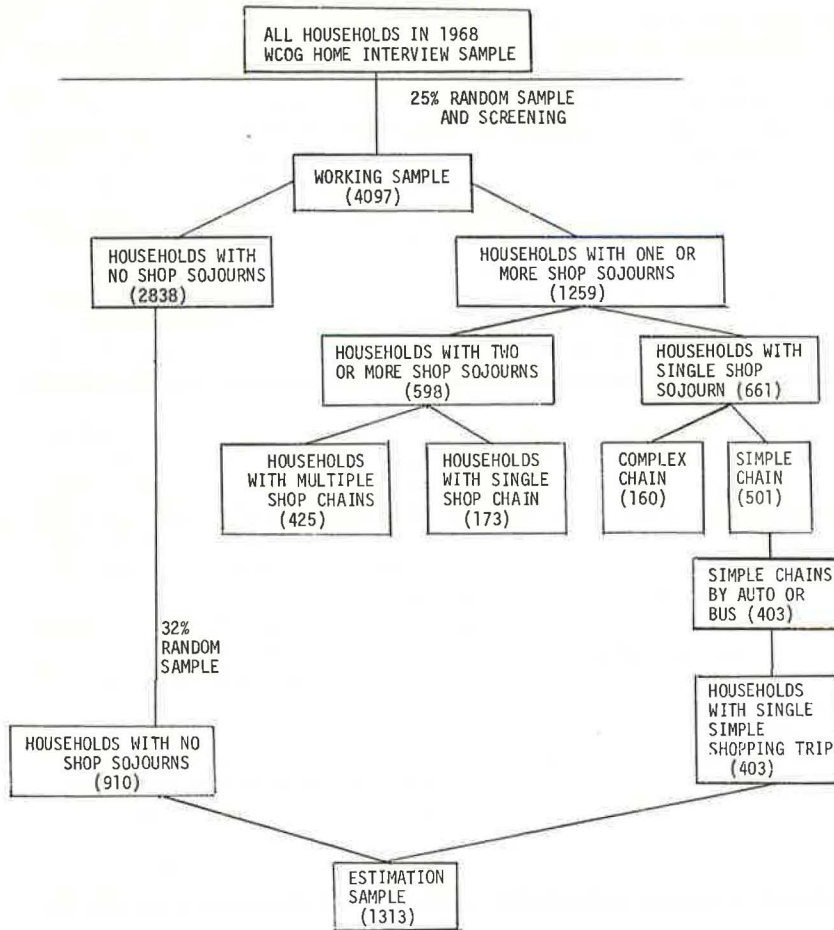 ALL HOUSEHOLDS IN 1968
WCOG HOME INTERVIEW SAMPLE
25% RANDOM SAMPLE
AND SCREENING
WORKING SAMPLE
(4097)
HOUSEHOLDS WITH
NO SHOP SOJOURNS
(2838)
HOUSEHOLDS WITH ONE OR
MORE SHOP SOJOURNS
(1259)
HOUSEHOLDS WITH TWO
OR MORE SHOP SOJOURNS
(598)
HOUSEHOLDS WITH
SINGLE SHOP
SOJOURN (661)
HOUSEHOLDS
WITH MULTIPLE
SHOP CHAINS
(425)
HOUSEHOLDS
WITH SINGLE
SHOP CHAIN
(173)
COMPLEX
CHAIN
(160)
SIMPLE
CHAIN
(501)
SIMPLE CHAINS
BY AUTO OR
BUS (403)
32%
RANDOM
SAMPLE
HOUSEHOLDS
WITH SINGLE
SIMPLE
SHOPPING TRIP
(403)
HOUSEHOLDS WITH NO
SHOP SOJOURNS
(910)
ESTIMATION
SAMPLE
(1313)